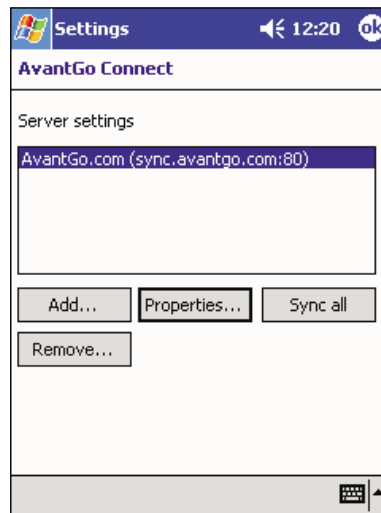 Settings 12:20 ok
AvantGo Connect
Server settings
AvantGo.com (sync.avantgo.com:80)
Add... Properties... Sync all
Remove...